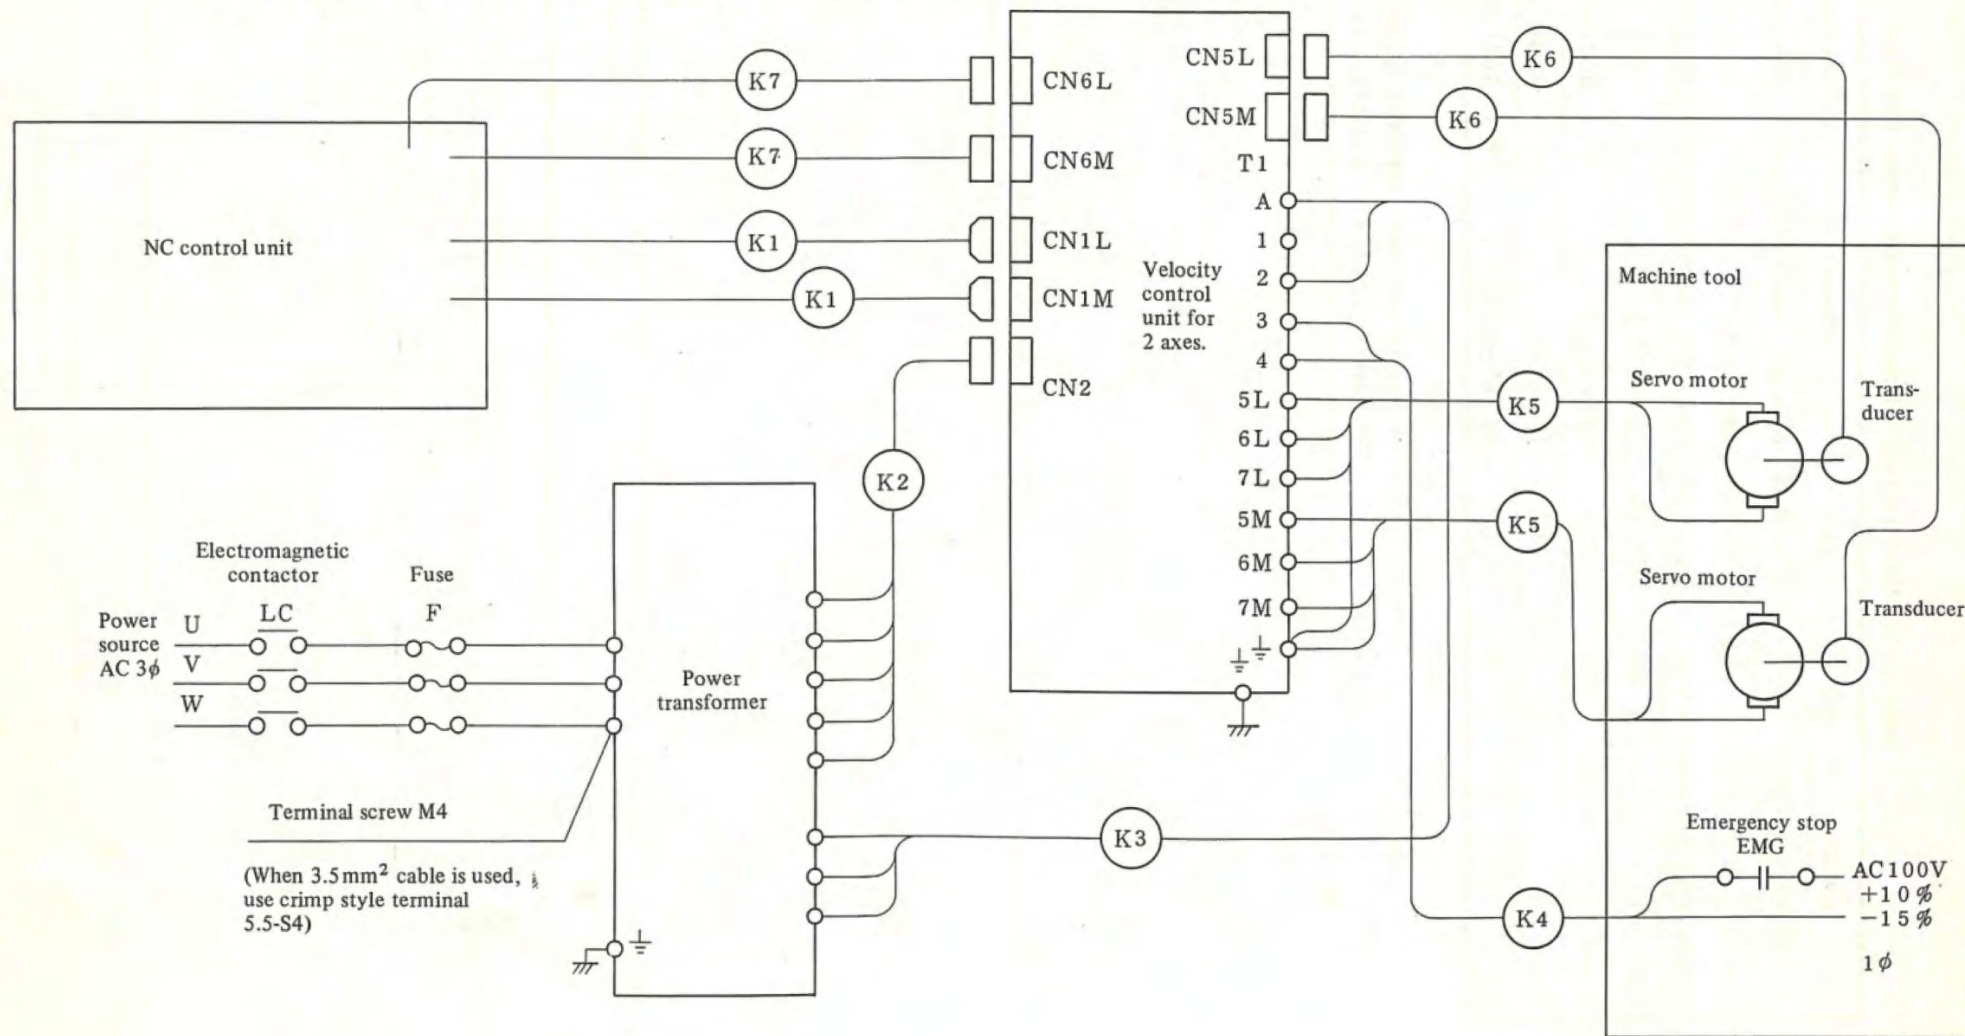 K7
CN6L
CN5L
K6
K7
CN6M
CN5M
K6
T1
NC control unit
K1
CN1L
A
1
K1
CN1M
Velocity
control
unit for
2 axes.
2
3
4
CN2
5L
6L
7L
5M
6M
7M
K5
K5
Machine tool
Servo motor
Trans-
ducer
Servo motor
Transducer
K2
Electromagnetic
contactor
Fuse
Power
source
AC 3ϕ
U
LC
F
V
W
Power
transformer
Terminal screw M4
(When 3.5mm² cable is used,
use crimp style terminal
5.5-S4)
K3
K4
Emergency stop
EMG
AC100V
+10%
−15%
1ϕ